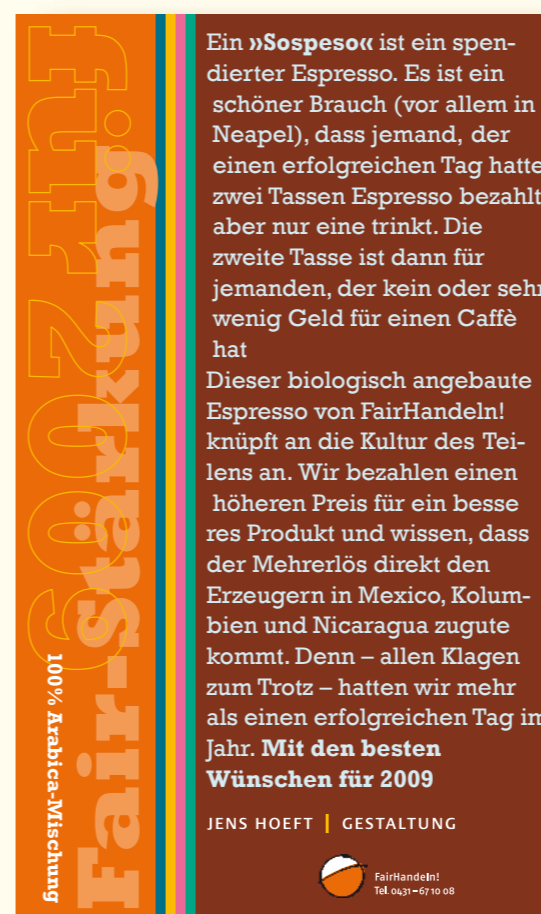 für 2009
Fair-Stärkung!
100% Arabica-Mischung
Ein »Sospeso« ist ein spen-
dierter Espresso. Es ist ein
schöner Brauch (vor allem in
Neapel), dass jemand, der
einen erfolgreichen Tag hatte
zwei Tassen Espresso bezahlt
aber nur eine trinkt. Die
zweite Tasse ist dann für
jemanden, der kein oder sehr
wenig Geld für einen Caffè
hat
Dieser biologisch angebaute
Espresso von FairHandeln!
knüpft an die Kultur des Tei-
lens an. Wir bezahlen einen
höheren Preis für ein besse
res Produkt und wissen, dass
der Mehrerlös direkt den
Erzeugern in Mexico, Kolum-
bien und Nicaragua zugute
kommt. Denn – allen Klagen
zum Trotz – hatten wir mehr
als einen erfolgreichen Tag im
Jahr. Mit den besten
Wünschen für 2009
JENS HOEFT | GESTALTUNG
FairHandeln!
Tel. 0431–67 10 08